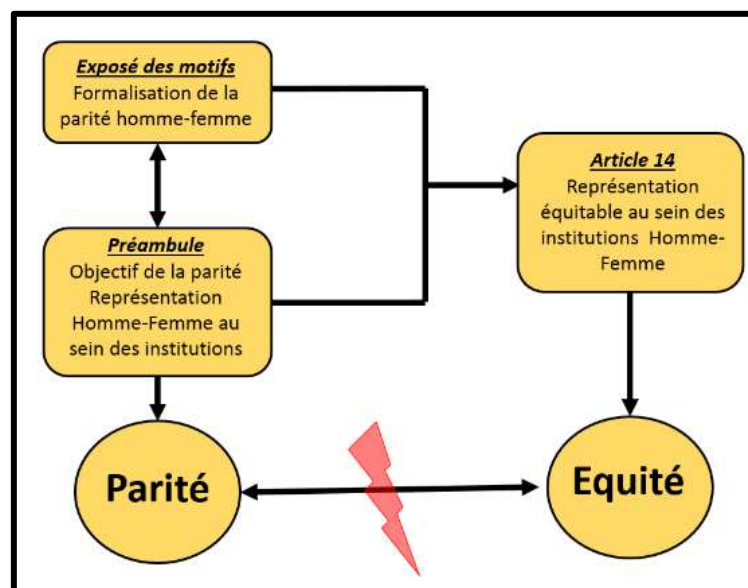 Exposé des motifs
Formalisation de la
parité homme-femme
Préambule
Objectif de la parité
Représentation
Homme-Femme au
sein des institutions
Article 14
Représentation
équitable au sein des
institutions Homme-
Femme
Parité
Equité